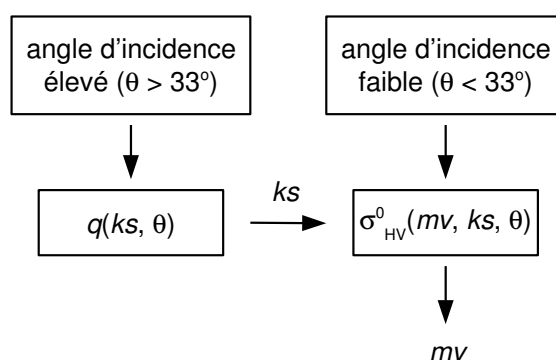 angle d'incidence
élevé (θ > 33°)
angle d'incidence
faible (θ < 33°)
q(ks, θ)
ks
σ⁰HV(mv, ks, θ)
mv